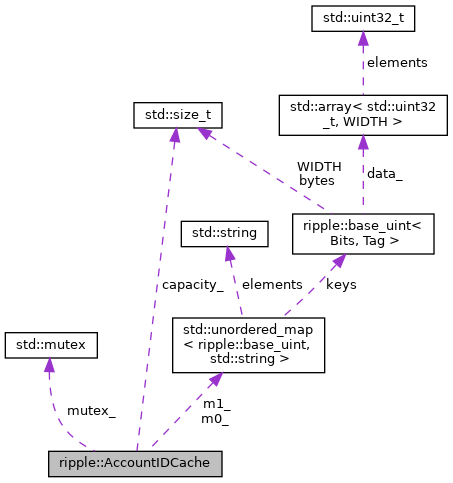 std::uint32_t
elements
std::array< std::uint32
_t, WIDTH >
std::size_t
WIDTH
bytes
data_
std::string
ripple::base_uint<
Bits, Tag >
capacity_
elements
keys
std::mutex
std::unordered_map
< ripple::base_uint,
std::string >
mutex_
m1_
m0_
ripple::AccountIDCache